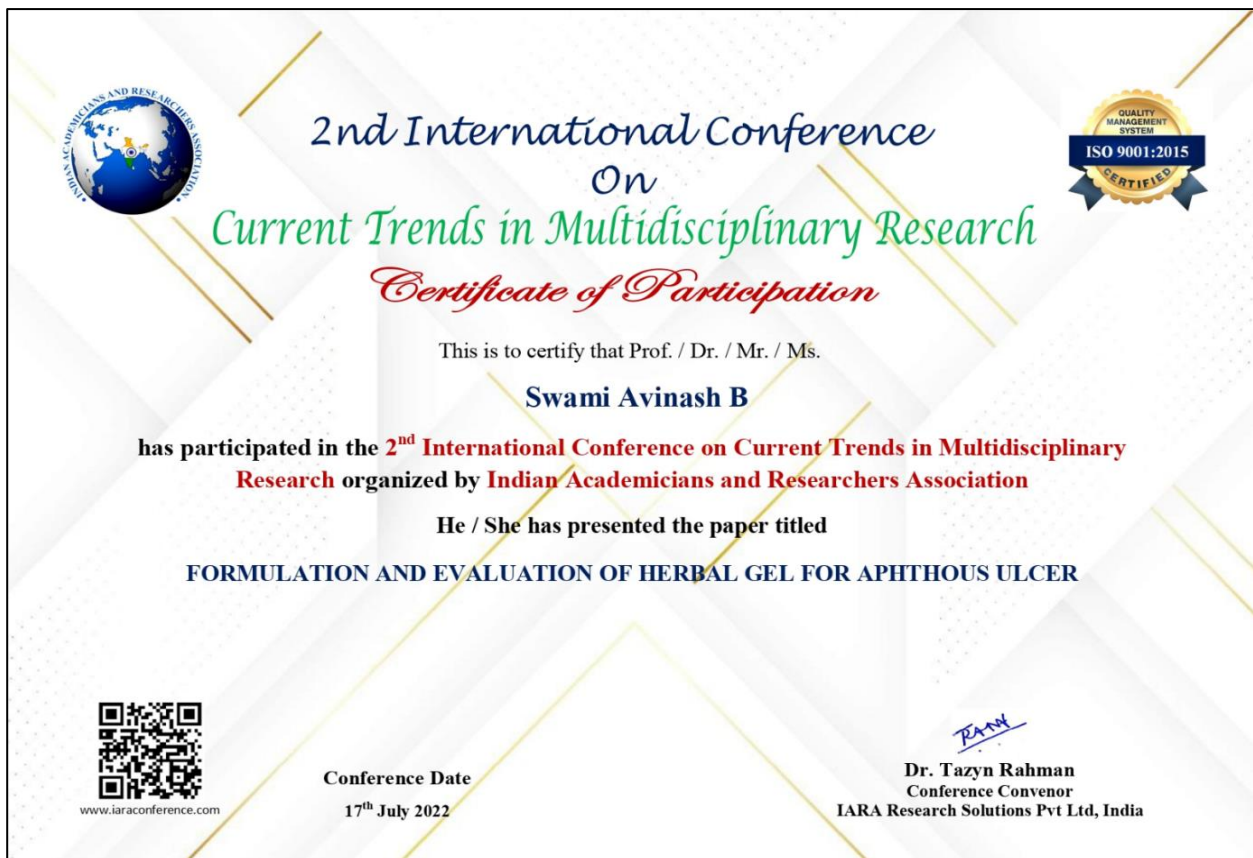 INDIAN ACADEMICIANS AND RESEARCHERS ASSOCIATION
2nd International Conference
On
Current Trends in Multidisciplinary Research
Certificate of Participation
QUALITY
MANAGEMENT
SYSTEM
ISO 9001:2015
CERTIFIED
This is to certify that Prof. / Dr. / Mr. / Ms.
Swami Avinash B
has participated in the 2nd International Conference on Current Trends in Multidisciplinary
Research organized by Indian Academicians and Researchers Association
He / She has presented the paper titled
FORMULATION AND EVALUATION OF HERBAL GEL FOR APHTHOUS ULCER
www.iaraconference.com
Conference Date
17th July 2022
Dr. Tazyn Rahman
Conference Convenor
IARA Research Solutions Pvt Ltd, India